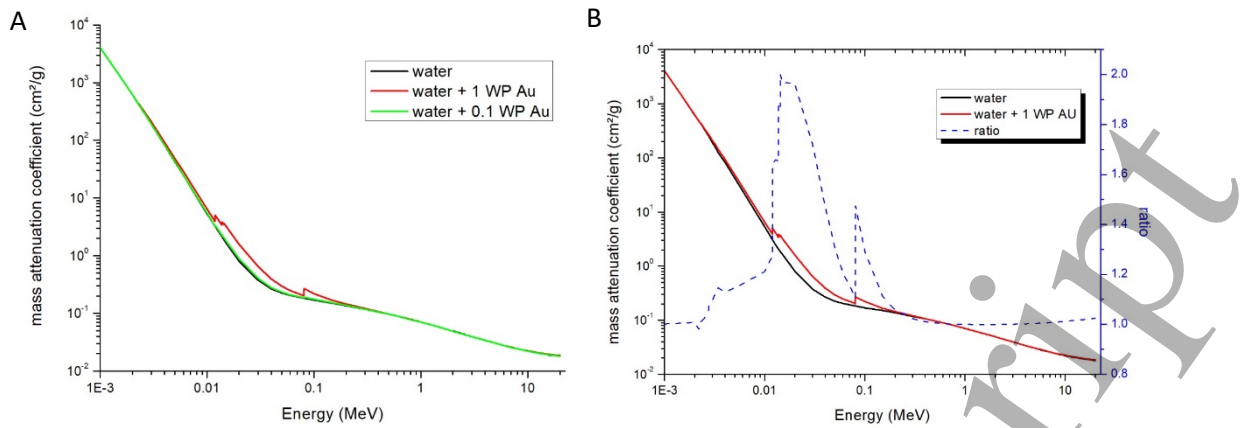 A
mass attenuation coefficient (cm²/g)
10⁴
10³
10²
10¹
10⁰
10⁻¹
10⁻²
1E-3
0.01
0.1
1
10
Energy (MeV)
water
water + 1 WP Au
water + 0.1 WP Au
B
mass attenuation coefficient (cm²/g)
10⁴
10³
10²
10¹
10⁰
10⁻¹
10⁻²
1E-3
0.01
0.1
1
10
Energy (MeV)
water
water + 1 WP AU
ratio
2.0
1.8
1.6
1.4
1.2
1.0
0.8
ratio
ript